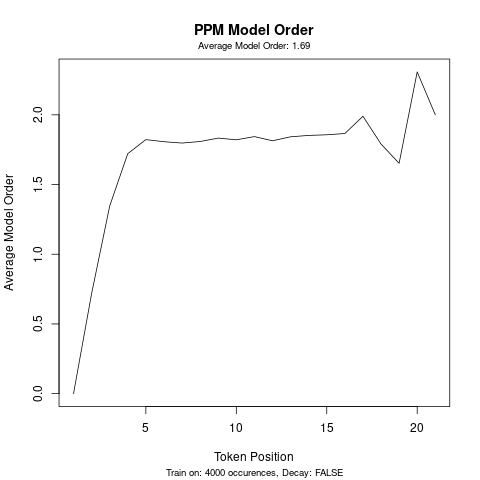 PPM Model Order
Average Model Order: 1.69
Average Model Order
2.0
1.5
1.0
0.5
0.0
5
10
15
20
Token Position
Train on: 4000 occurences, Decay: FALSE